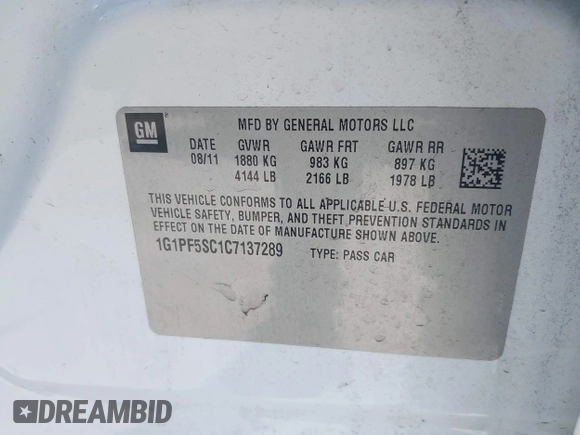 GM
MFD BY GENERAL MOTORS LLC
DATE GVWR GAWR FRT GAWR RR
08/11 1880 KG 983 KG 897 KG
4144 LB 2166 LB 1978 LB
THIS VEHICLE CONFORMS TO ALL APPLICABLE U.S. FEDERAL MOTOR
VEHICLE SAFETY, BUMPER, AND THEFT PREVENTION STANDARDS IN
EFFECT ON THE DATE OF MANUFACTURE SHOWN ABOVE.
1G1PF5SC1C7137289 TYPE: PASS CAR
DREAMBID